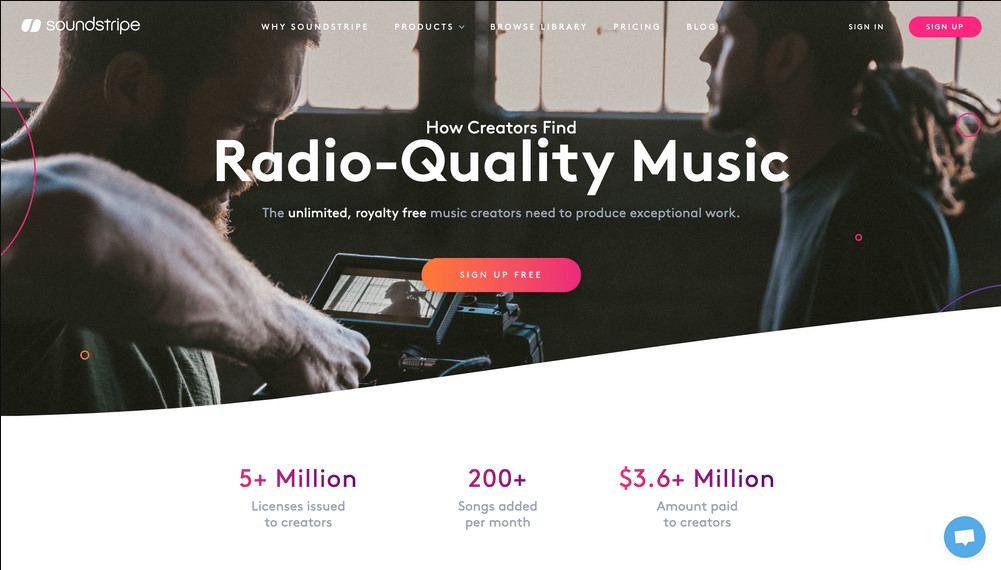 soundstripe
WHY SOUNDSTRIPE
PRODUCTS
BROWSE LIBRARY
PRICING
BLOG
SIGN IN
SIGN UP
How Creators Find
Radio-Quality Music
The unlimited, royalty free music creators need to produce exceptional work.
SIGN UP FREE
5+ Million
Licenses issued
to creators
200+
Songs added
per month
$3.6+ Million
Amount paid
to creators